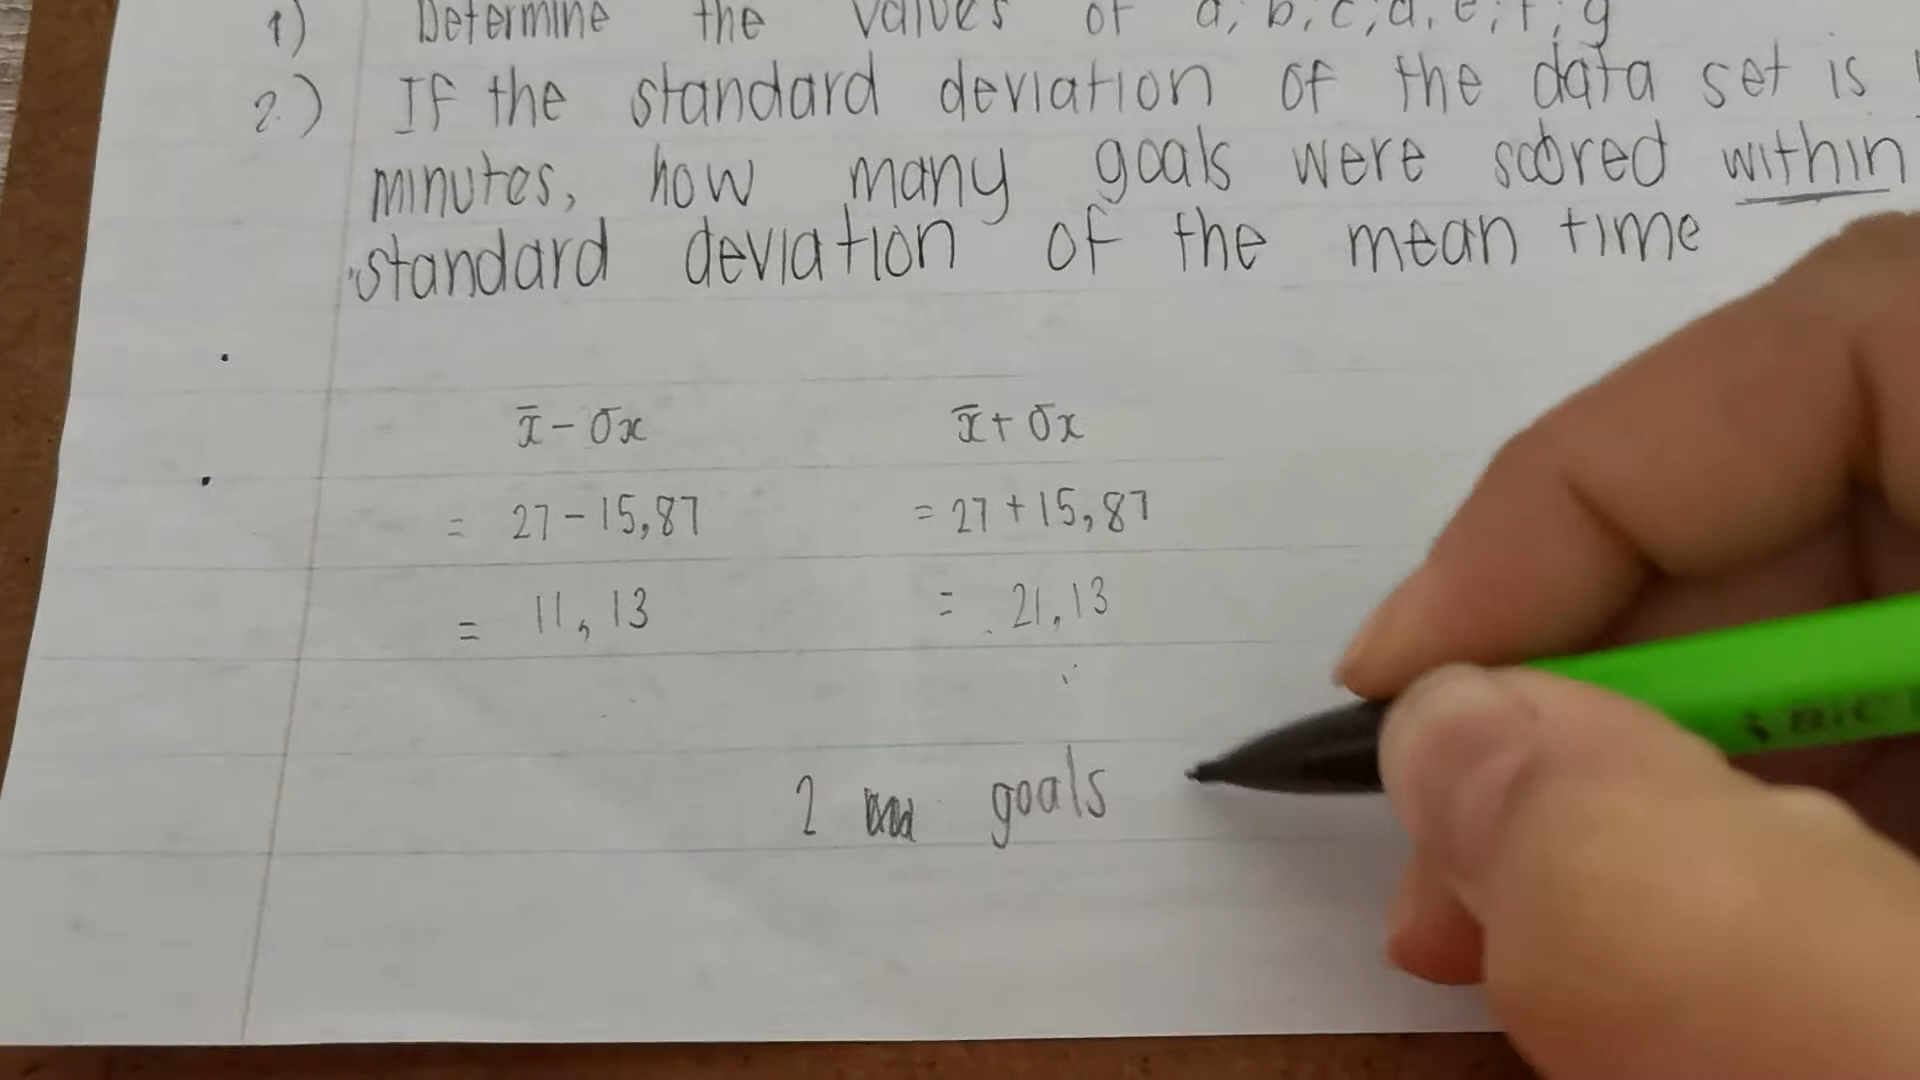 1) Determine the values of a; b; c; d; e; f; g
2.) If the standard deviation of the data set is
minutes, how many goals were scored within
standard deviation of the mean time
x̄ - σx x̄ + σx
= 27 - 15,87 = 27 + 15,87
= 11,13 = 21,13
2 goals
BIC